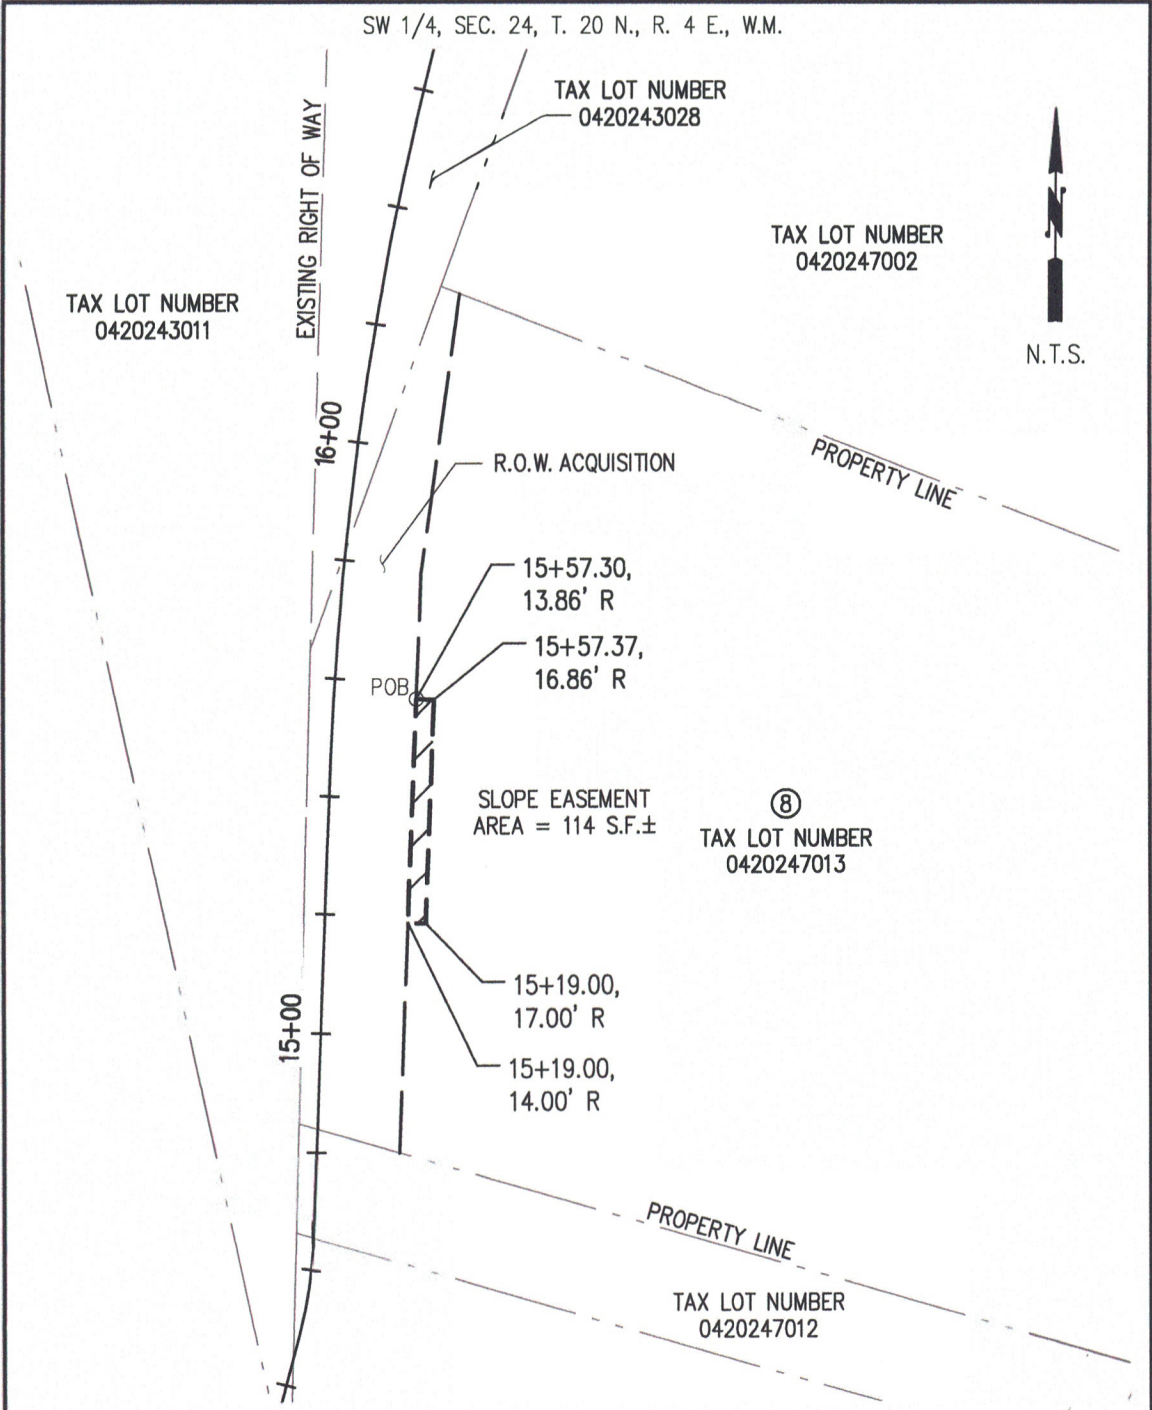 SW 1/4, SEC. 24, T. 20 N., R. 4 E., W.M.
TAX LOT NUMBER
0420243028
EXISTING RIGHT OF WAY
TAX LOT NUMBER
0420247002
TAX LOT NUMBER
0420243011
N
N.T.S.
16+00
PROPERTY LINE
R.O.W. ACQUISITION
15+57.30,
13.86' R
15+57.37,
16.86' R
POB
SLOPE EASEMENT
AREA = 114 S.F.±
8
TAX LOT NUMBER
0420247013
15+00
15+19.00,
17.00' R
15+19.00,
14.00' R
PROPERTY LINE
TAX LOT NUMBER
0420247012